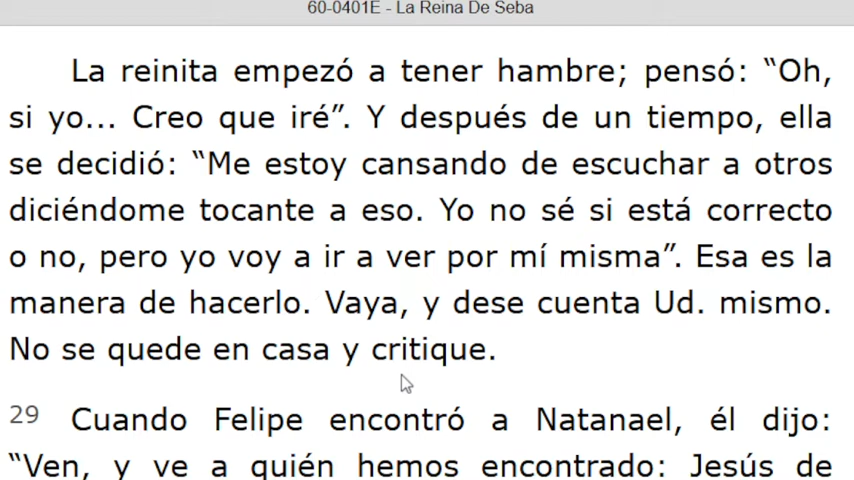 60-0401E - La Reina De Seba
La reinita empezó a tener hambre; pensó: “Oh,
si yo... Creo que iré”. Y después de un tiempo, ella
se decidió: “Me estoy cansando de escuchar a otros
diciéndome tocante a eso. Yo no sé si está correcto
o no, pero yo voy a ir a ver por mí misma”. Esa es la
manera de hacerlo. Vaya, y dese cuenta Ud. mismo.
No se quede en casa y critique.
29 Cuando Felipe encontró a Natanael, él dijo:
“Ven, y ve a quién hemos encontrado: Jesús de